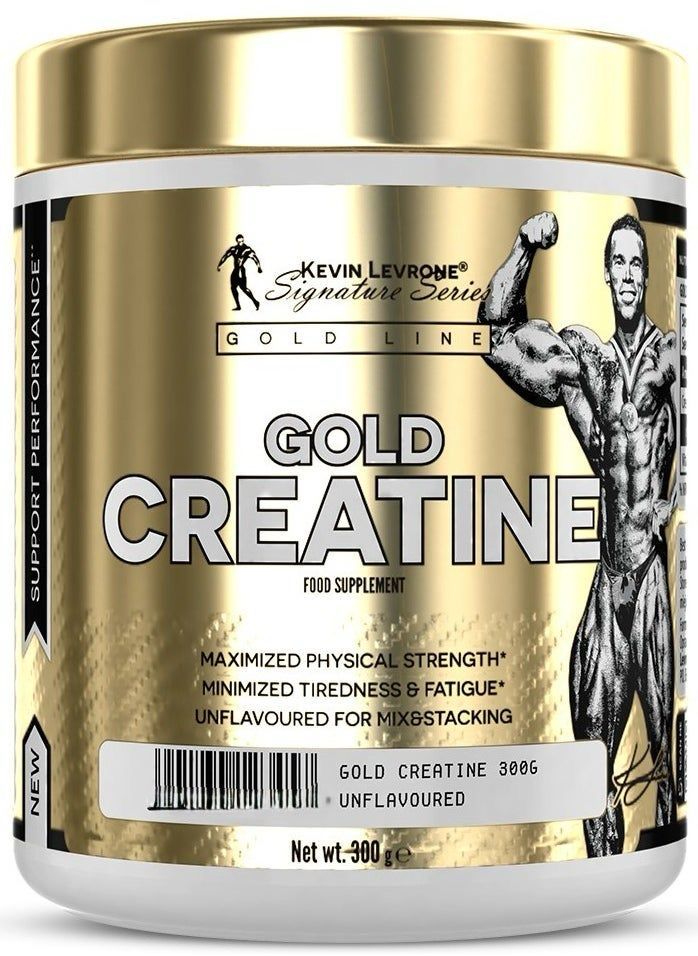 KEVIN LEVRONE®
Signature Series
GOLD LINE
GOLD
CREATINE
FOOD SUPPLEMENT
MAXIMIZED PHYSICAL STRENGTH*
MINIMIZED TIREDNESS & FATIGUE*
UNFLAVOURED FOR MIX&STACKING
GOLD CREATINE 300G
UNFLAVOURED
Net wt. 300 g ℮
SUPPORT PERFORMANCE**
NEW